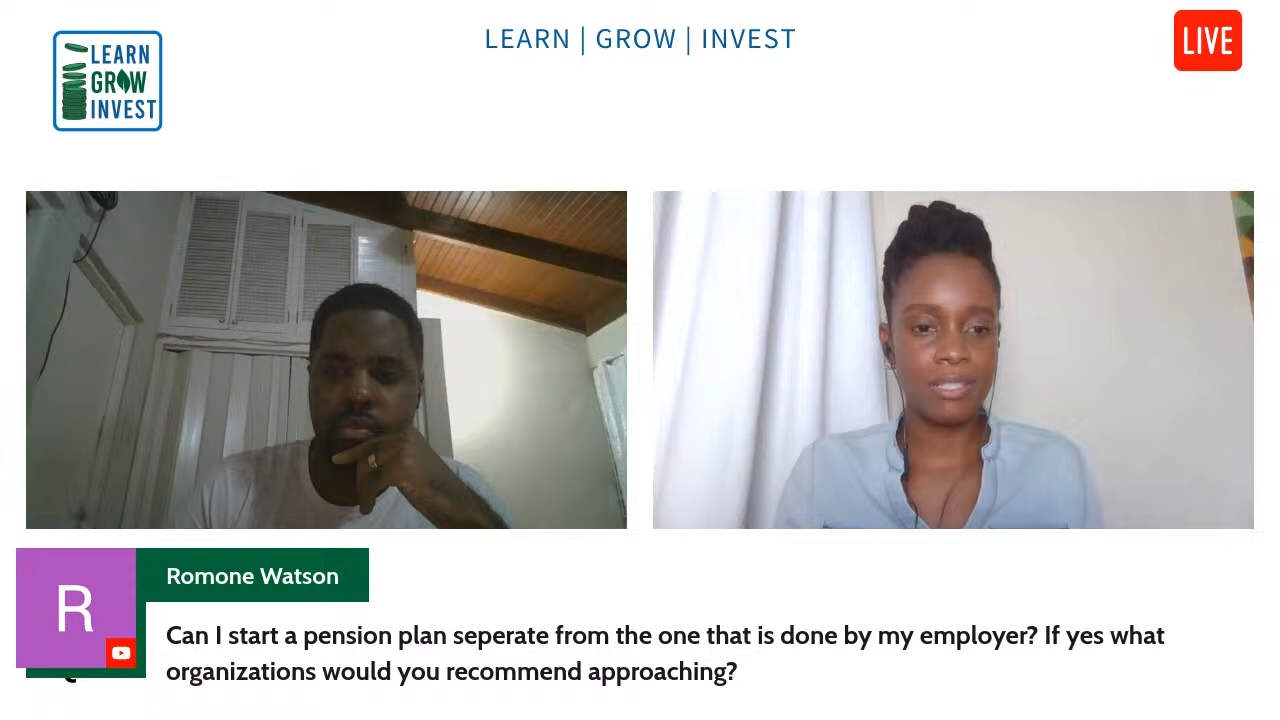 LEARN
GROW
INVEST
LEARN | GROW | INVEST
LIVE
R
Romone Watson
Can I start a pension plan seperate from the one that is done by my employer? If yes what
organizations would you recommend approaching?